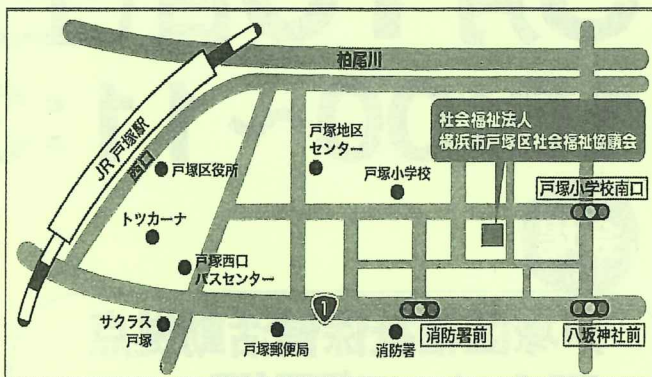 柏尾川
JR 戸塚駅
西口
社会福祉法人
横浜市戸塚区社会福祉協議会
戸塚地区
センター
戸塚区役所
戸塚小学校
戸塚小学校南口
トツカーナ
戸塚西口
バスセンター
1
サクラス
戸塚
戸塚郵便局
消防署
消防署前
八坂神社前